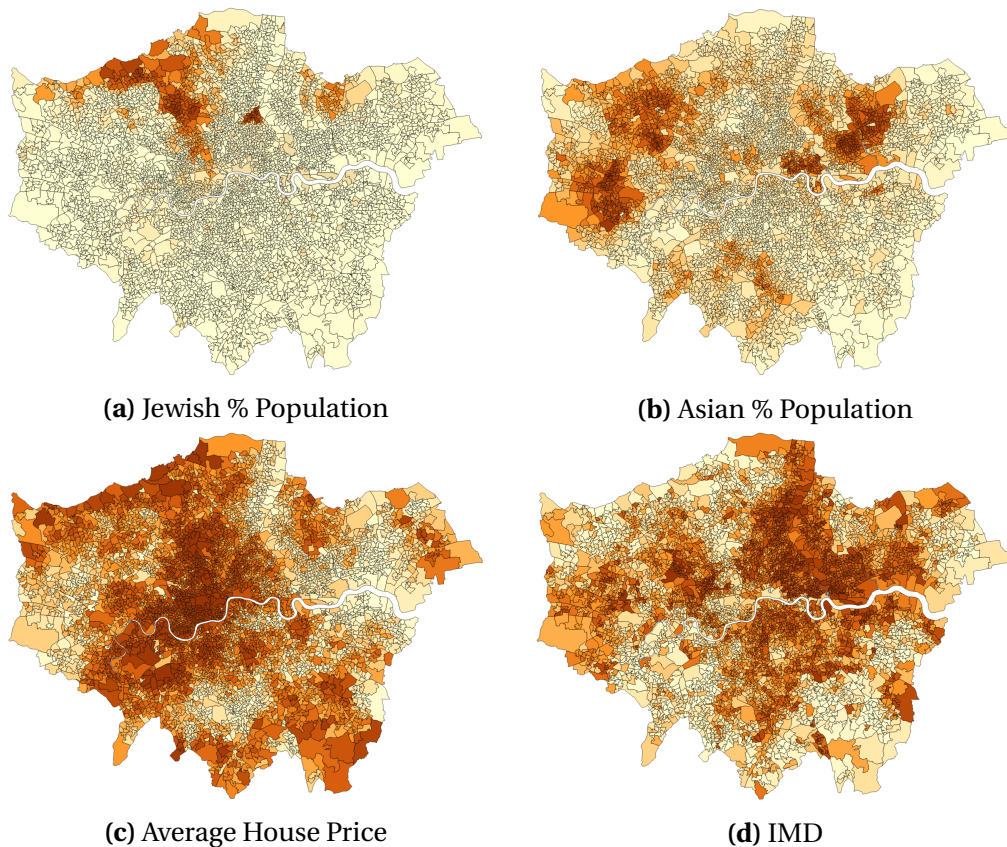 (a) Jewish % Population
(b) Asian % Population
(c) Average House Price
(d) IMD